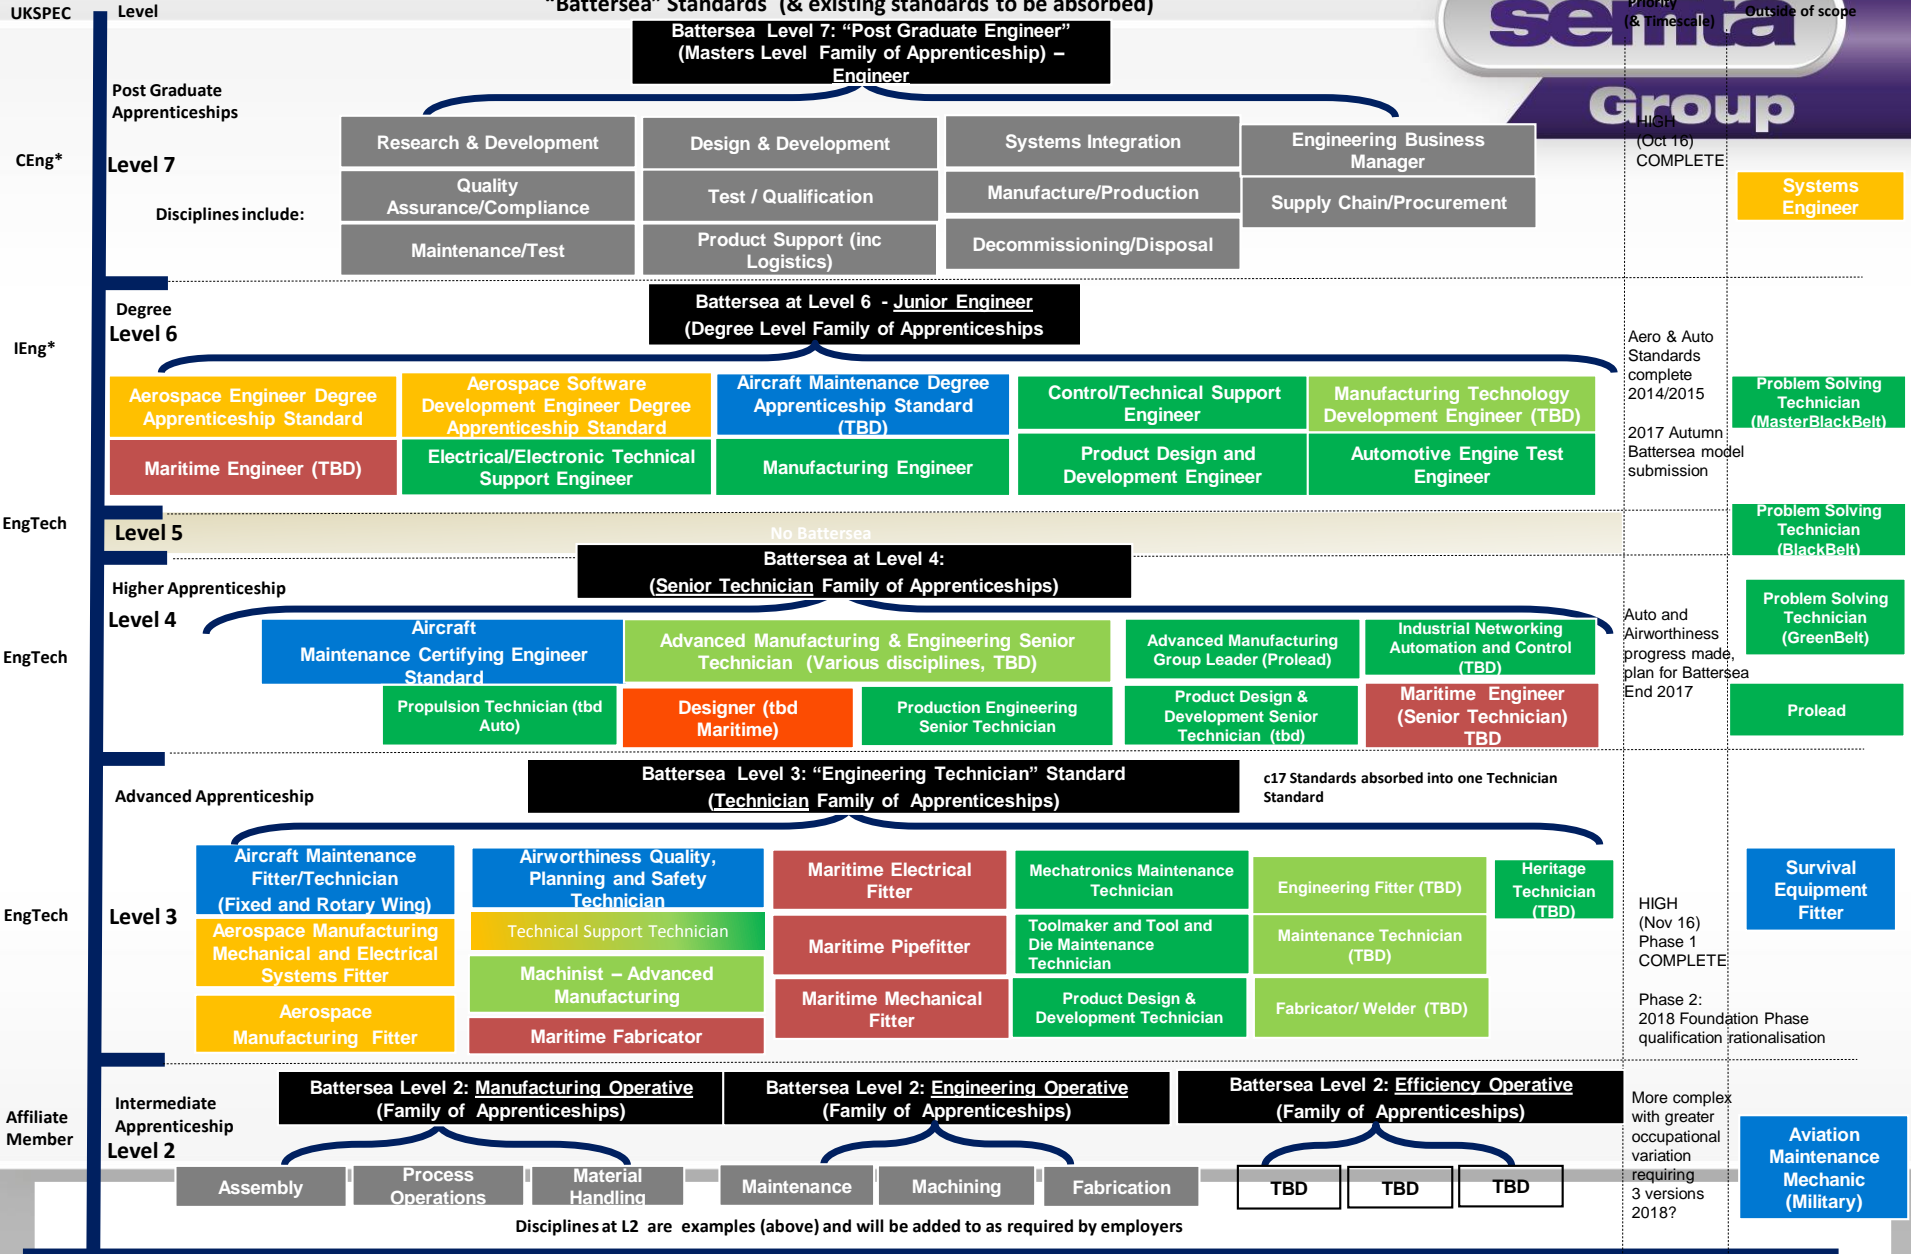 UKSPEC
Level
"Battersea" Standards (& existing standards to be absorbed)
Priority
(& Timescale)
Outside of scope
semta
Group
Battersea Level 7: “Post Graduate Engineer”
(Masters Level Family of Apprenticeship) –
Engineer
Post Graduate
Apprenticeships
CEng*
Level 7
Disciplines include:
Research & Development
Design & Development
Systems Integration
Engineering Business
Manager
Quality
Assurance/Compliance
Test / Qualification
Manufacture/Production
Supply Chain/Procurement
Maintenance/Test
Product Support (inc
Logistics)
Decommissioning/Disposal
HIGH
(Oct 16)
COMPLETE
Systems
Engineer
Degree
Level 6
IEng*
Battersea at Level 6 - Junior Engineer
(Degree Level Family of Apprenticeships
Aerospace Engineer Degree
Apprenticeship Standard
Aerospace Software
Development Engineer Degree
Apprenticeship Standard
Aircraft Maintenance Degree
Apprenticeship Standard
(TBD)
Control/Technical Support
Engineer
Manufacturing Technology
Development Engineer (TBD)
Maritime Engineer (TBD)
Electrical/Electronic Technical
Support Engineer
Manufacturing Engineer
Product Design and
Development Engineer
Automotive Engine Test
Engineer
Aero & Auto
Standards
complete
2014/2015
2017 Autumn
Battersea model
submission
Problem Solving
Technician
(MasterBlackBelt)
EngTech
Level 5
No Battersea
Problem Solving
Technician
(BlackBelt)
Higher Apprenticeship
Level 4
EngTech
Battersea at Level 4:
(Senior Technician Family of Apprenticeships)
Aircraft
Maintenance Certifying Engineer
Standard
Advanced Manufacturing & Engineering Senior
Technician (Various disciplines, TBD)
Advanced Manufacturing
Group Leader (Prolead)
Industrial Networking
Automation and Control
(TBD)
Propulsion Technician (tbd
Auto)
Designer (tbd
Maritime)
Production Engineering
Senior Technician
Product Design &
Development Senior
Technician (tbd)
Maritime Engineer
(Senior Technician)
TBD
Auto and
Airworthiness
progress made,
plan for Battersea
End 2017
Problem Solving
Technician
(GreenBelt)
Prolead
Advanced Apprenticeship
Battersea Level 3: “Engineering Technician” Standard
(Technician Family of Apprenticeships)
c17 Standards absorbed into one Technician
Standard
EngTech
Level 3
Aircraft Maintenance
Fitter/Technician
(Fixed and Rotary Wing)
Airworthiness Quality,
Planning and Safety
Technician
Maritime Electrical
Fitter
Mechatronics Maintenance
Technician
Engineering Fitter (TBD)
Heritage
Technician
(TBD)
Aerospace Manufacturing
Mechanical and Electrical
Systems Fitter
Technical Support Technician
Maritime Pipefitter
Toolmaker and Tool and
Die Maintenance
Technician
Maintenance Technician
(TBD)
Machinist – Advanced
Manufacturing
Aerospace
Manufacturing Fitter
Maritime Fabricator
Maritime Mechanical
Fitter
Product Design &
Development Technician
Fabricator/ Welder (TBD)
HIGH
(Nov 16)
Phase 1
COMPLETE
Phase 2:
2018 Foundation Phase
qualification rationalisation
Survival
Equipment
Fitter
Affiliate
Member
Intermediate
Apprenticeship
Level 2
Battersea Level 2: Manufacturing Operative
(Family of Apprenticeships)
Battersea Level 2: Engineering Operative
(Family of Apprenticeships)
Battersea Level 2: Efficiency Operative
(Family of Apprenticeships)
Assembly
Process
Operations
Material
Handling
Maintenance
Machining
Fabrication
TBD
TBD
TBD
More complex
with greater
occupational
variation
requiring
3 versions
2018?
Aviation
Maintenance
Mechanic
(Military)
Disciplines at L2 are examples (above) and will be added to as required by employers